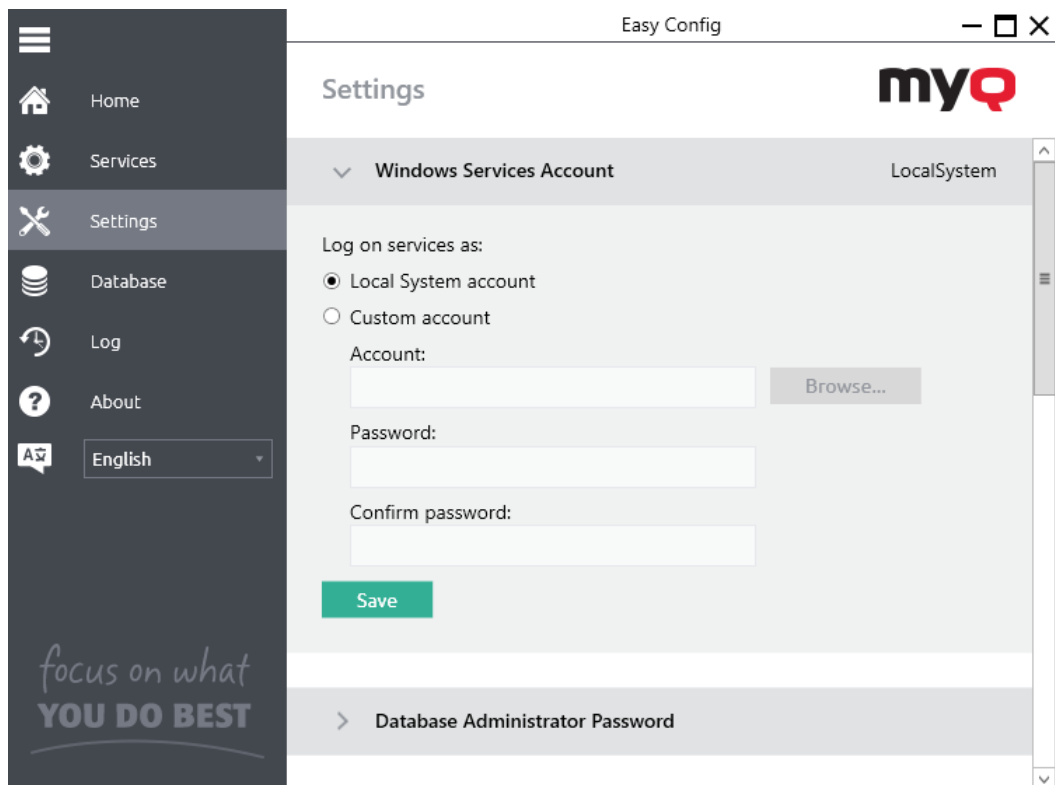 Easy Config
Settings
myQ
Home
Services
Settings
Database
Log
About
A
English
focus on what
YOU DO BEST
Windows Services Account
LocalSystem
Log on services as:
Local System account
Custom account
Account:
Browse...
Password:
Confirm password:
Save
Database Administrator Password